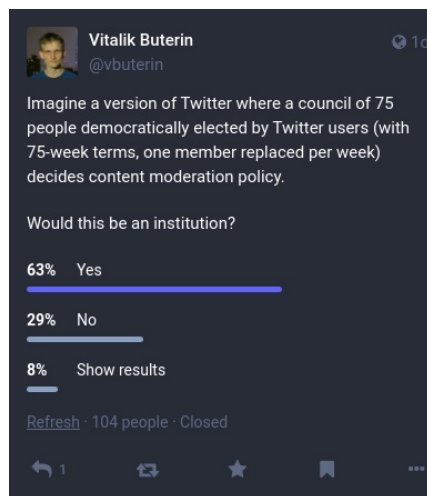 Vitalik Buterin
@vbuterin
1d
Imagine a version of Twitter where a council of 75
people democratically elected by Twitter users (with
75-week terms, one member replaced per week)
decides content moderation policy.
Would this be an institution?
63% Yes
29% No
8% Show results
Refresh · 104 people · Closed
1